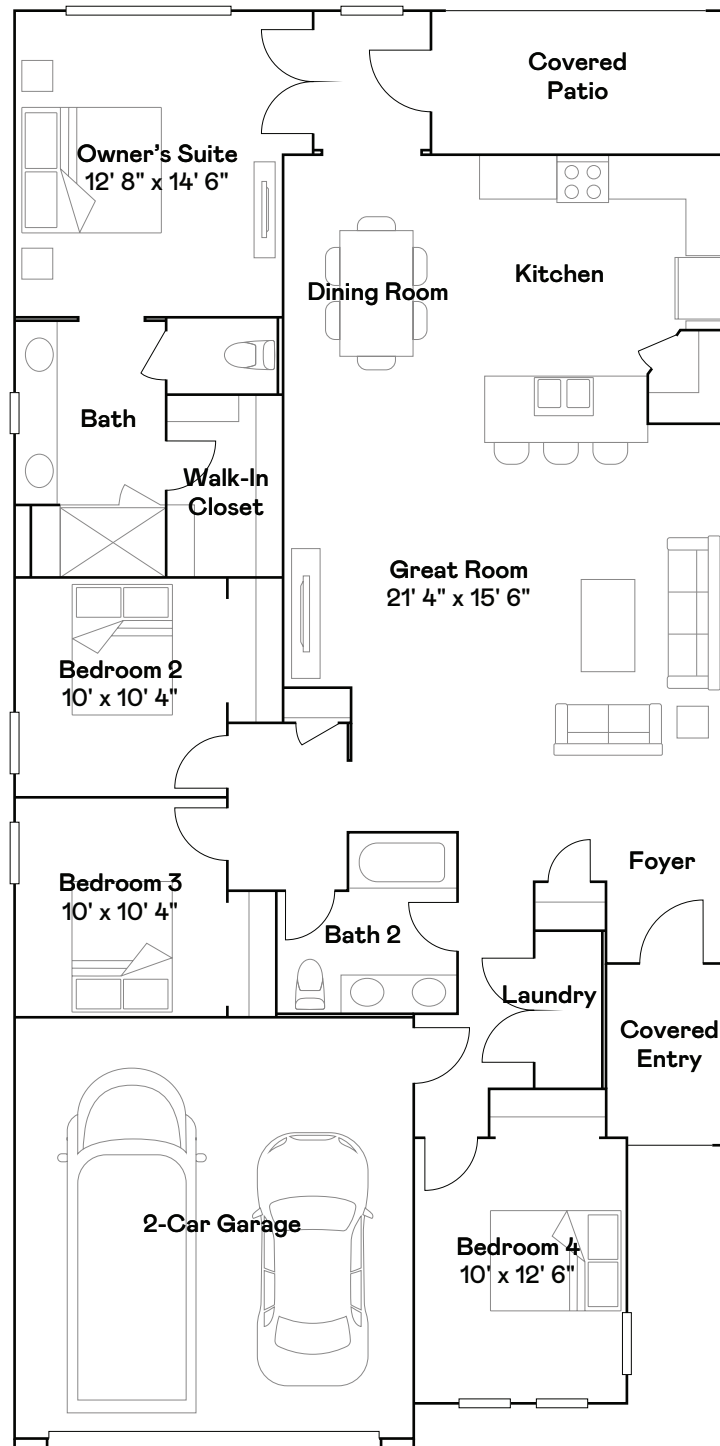 Covered
Patio
Owner's Suite
12' 8" x 14' 6"
Kitchen
Dining Room
Bath
Walk-In
Closet
Great Room
21' 4" x 15' 6"
Bedroom 2
10' x 10' 4"
Foyer
Bedroom 3
10' x 10' 4"
Bath 2
Laundry
Covered
Entry
2-Car Garage
Bedroom 4
10' x 12' 6"